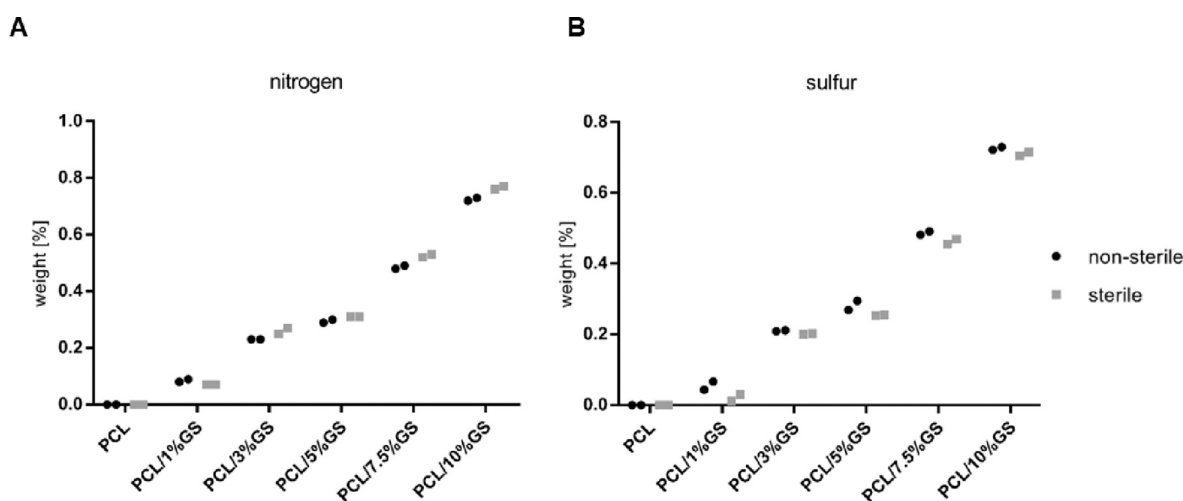 A
nitrogen
weight [%]
1.0
0.8
0.6
0.4
0.2
0.0
PCL
PCL/1%GS
PCL/3%GS
PCL/5%GS
PCL/7.5%GS
PCL/10%GS
B
sulfur
weight [%]
0.8
0.6
0.4
0.2
0.0
PCL
PCL/1%GS
PCL/3%GS
PCL/5%GS
PCL/7.5%GS
PCL/10%GS
non-sterile
sterile